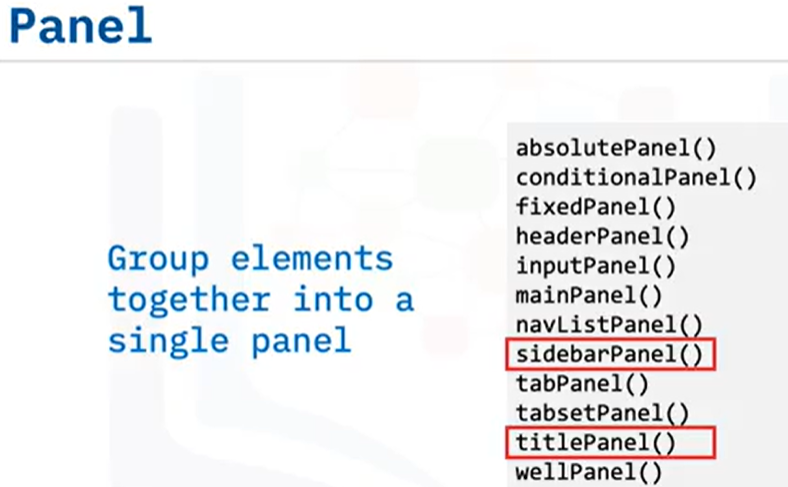 Panel
Group elements
together into a
single panel
absolutePanel()
conditionalPanel()
fixedPanel()
headerPanel()
inputPanel()
mainPanel()
navListPanel()
sidebarPanel()
tabPanel()
tabsetPanel()
titlePanel()
wellPanel()